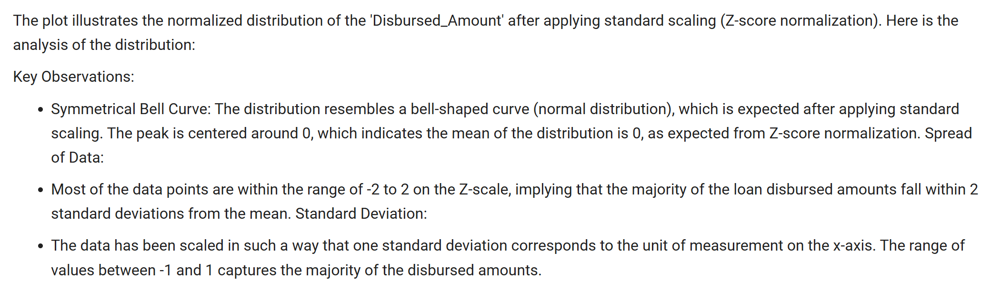 The plot illustrates the normalized distribution of the 'Disbursed_Amount' after applying standard scaling (Z-score normalization). Here is the
analysis of the distribution:
Key Observations:
• Symmetrical Bell Curve: The distribution resembles a bell-shaped curve (normal distribution), which is expected after applying standard
scaling. The peak is centered around 0, which indicates the mean of the distribution is 0, as expected from Z-score normalization. Spread
of Data:
• Most of the data points are within the range of -2 to 2 on the Z-scale, implying that the majority of the loan disbursed amounts fall within 2
standard deviations from the mean. Standard Deviation:
• The data has been scaled in such a way that one standard deviation corresponds to the unit of measurement on the x-axis. The range of
values between -1 and 1 captures the majority of the disbursed amounts.